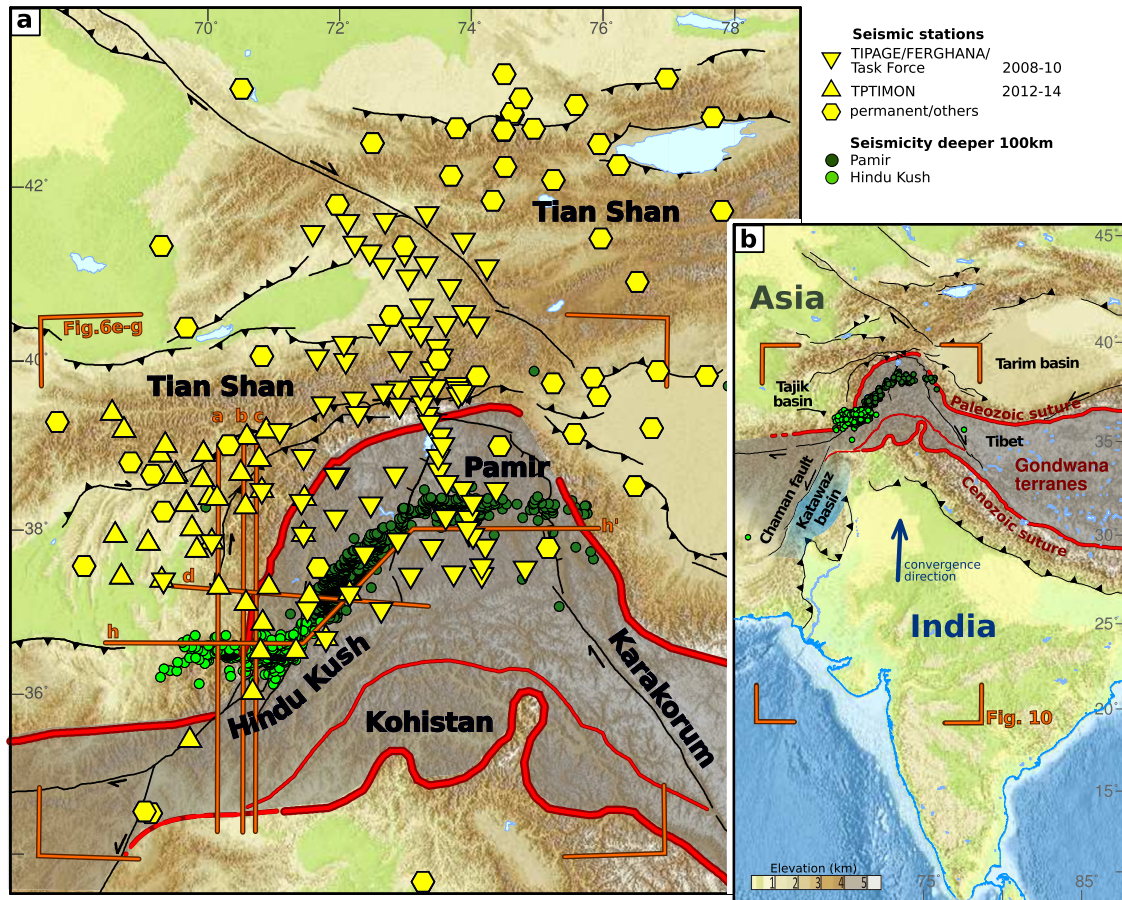 a
70°
72°
74°
76°
78°
42°
40°
38°
36°
Tian Shan
Fig.6e-g
Tian Shan
a
b
c
Pamir
h'
d
h
Hindu Kush
Kohistan
Karakorum
Seismic stations
TIPAGE/FERGHANA/
Task Force 2008-10
TPTIMON 2012-14
permanent/others
Seismicity deeper 100km
Pamir
Hindu Kush
b
45°
Asia
40°
Tarim basin
Tajik
basin
Paleozoic suture
35°
Tibet
Gondwana
terranes
Chaman fault
Katawaz
basin
Cenozoic suture
convergence
direction
India
25°
20°
Fig. 10
15°
Elevation (km)
1 2 3 4 5
75°
85°